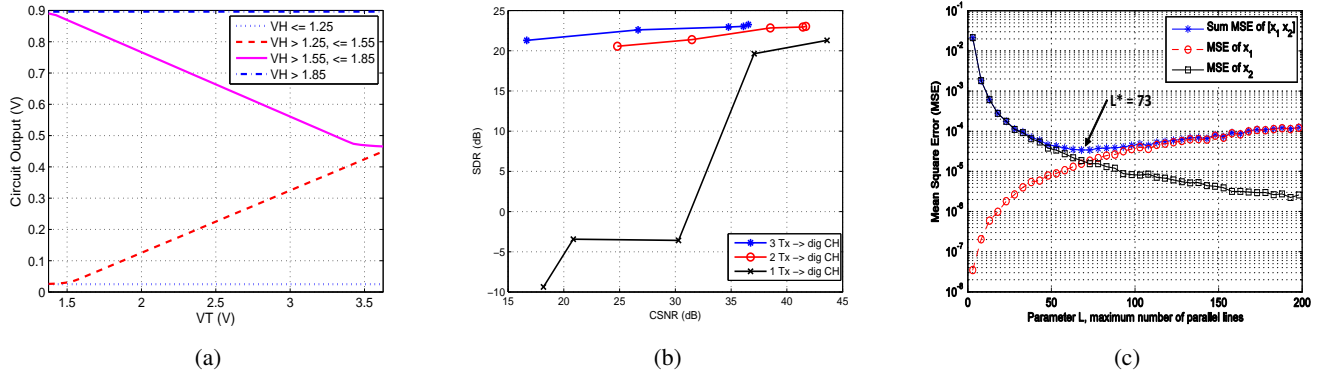 VH <= 1.25
VH > 1.25, <= 1.55
VH > 1.55, <= 1.85
VH > 1.85
0.9
0.8
0.7
0.6
0.5
0.4
0.3
0.2
0.1
0
Circuit Output (V)
1.5 2 2.5 3 3.5
VT (V)
(a)
25
20
15
10
5
0
−5
−10
SDR (dB)
3 Tx −> dig CH
2 Tx −> dig CH
1 Tx −> dig CH
15 20 25 30 35 40 45
CSNR (dB)
(b)
10^-1
10^-2
10^-3
10^-4
10^-5
10^-6
10^-7
10^-8
Mean Square Error (MSE)
Sum MSE of [x_1 x_2]
MSE of x_1
MSE of x_2
L* = 73
0 50 100 150 200
Parameter L, maximum number of parallel lines
(c)